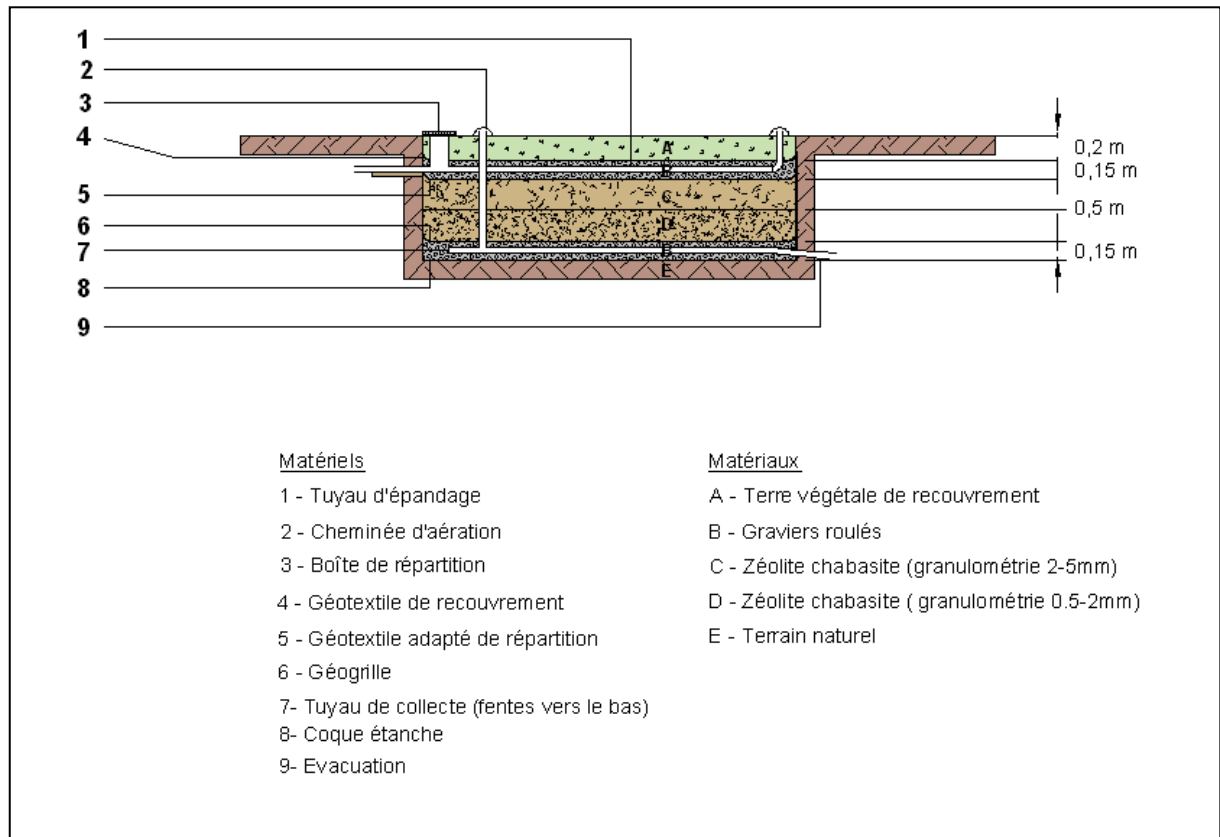 1
2
3
4
5
6
7
8
9
A
B
C
D
B
E
0,2 m
0,15 m
0,5 m
0,15 m
Matériels
1 - Tuyau d'épandage
2 - Cheminée d'aération
3 - Boîte de répartition
4 - Géotextile de recouvrement
5 - Géotextile adapté de répartition
6 - Géogrille
7- Tuyau de collecte (fentes vers le bas)
8- Coque étanche
9- Evacuation
Matériaux
A - Terre végétale de recouvrement
B - Graviers roulés
C - Zéolite chabasite (granulométrie 2-5mm)
D - Zéolite chabasite ( granulométrie 0.5-2mm)
E - Terrain naturel